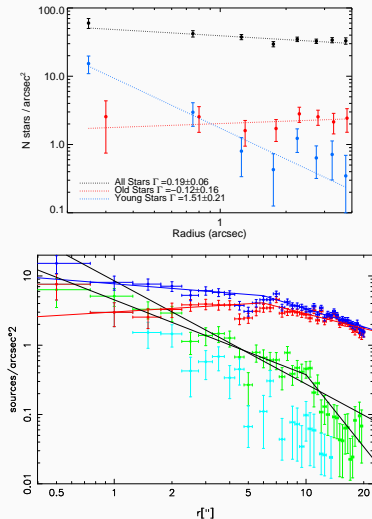 100.0
10.0
1.0
0.1
N stars / arcsec²
All Stars Γ =0.19±0.06
Old Stars Γ =−0.12±0.16
Young Stars Γ =1.51±0.21
1
Radius (arcsec)
10
1
0.1
0.01
sources/arcsec^2
0.5
1
2
5
10
20
r["]